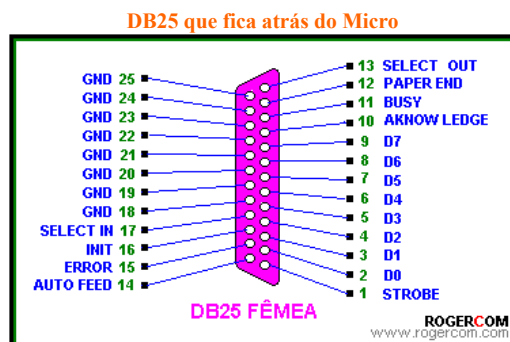 DB25 que fica atrás do Micro
GND 25
GND 24
GND 23
GND 22
GND 21
GND 20
GND 19
GND 18
SELECT IN 17
INIT 16
ERROR 15
AUTO FEED 14
13 SELECT OUT
12 PAPER END
11 BUSY
10 AKNOW LEDGE
9 D7
8 D6
7 D5
6 D4
5 D3
4 D2
3 D1
2 D0
1 STROBE
DB25 FÊMEA
ROGERCOM
www.rogercom.com